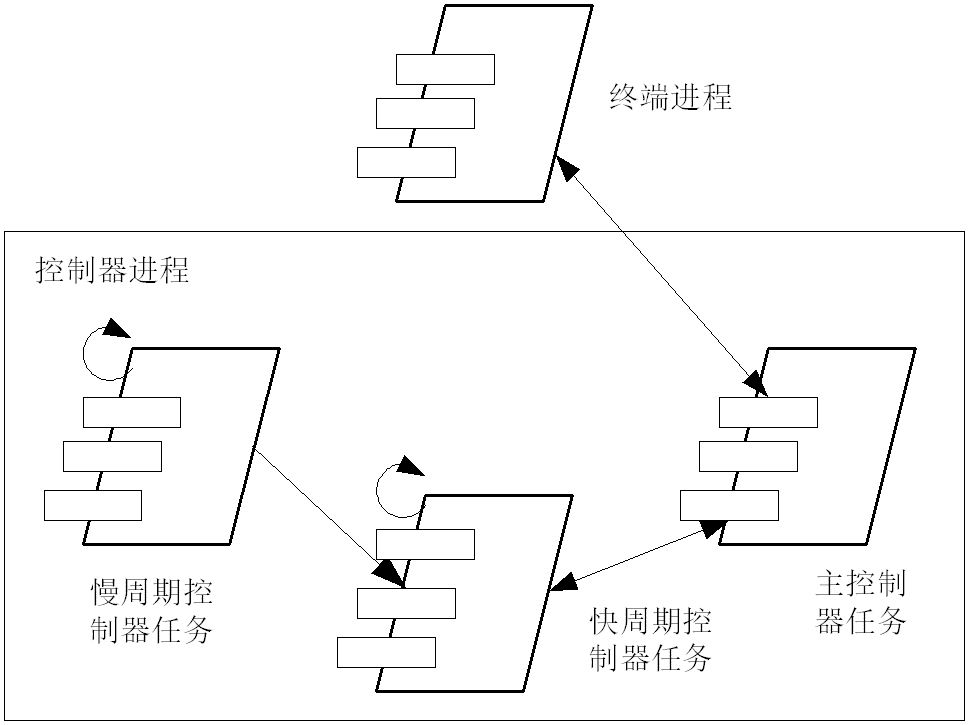 终端进程
控制器进程
慢周期控
制器任务
快周期控
制器任务
主控制
器任务